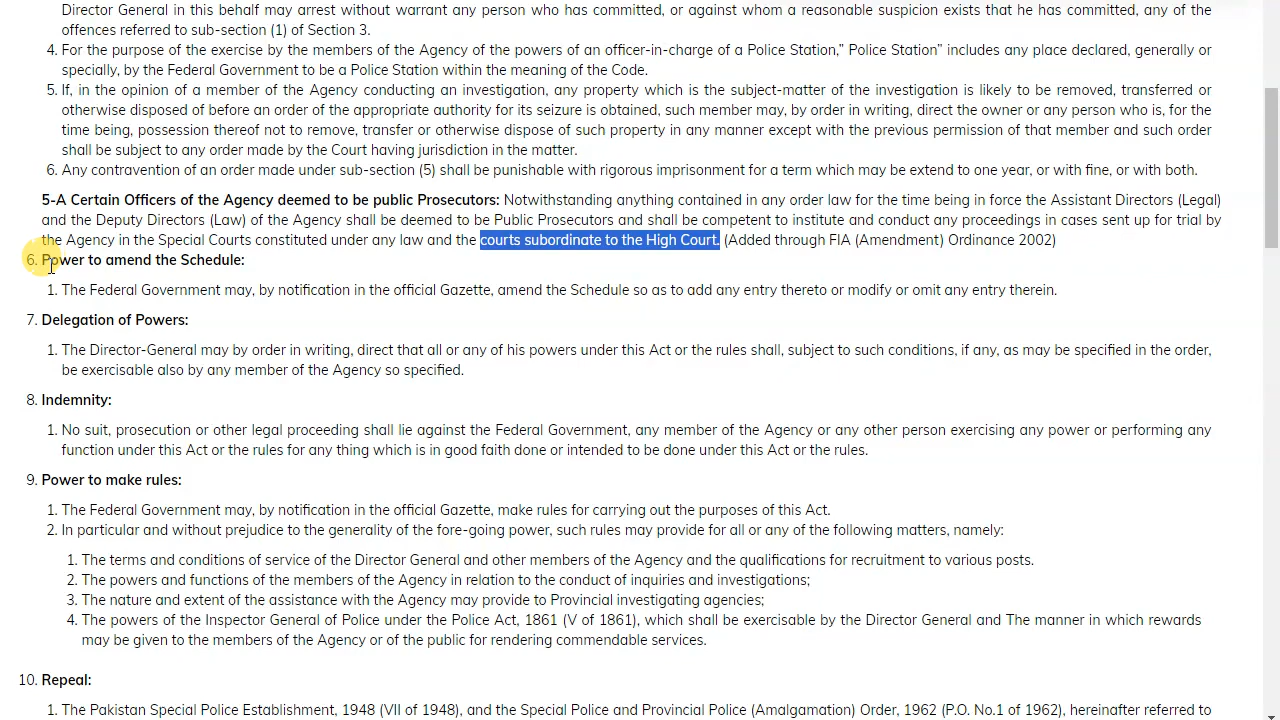 Director General in this behalf may arrest without warrant any person who has committed, or against whom a reasonable suspicion exists that he has committed, any of the
offences referred to sub-section (1) of Section 3.
4. For the purpose of the exercise by the members of the Agency of the powers of an officer-in-charge of a Police Station,” Police Station” includes any place declared, generally or
specially, by the Federal Government to be a Police Station within the meaning of the Code.
5. If, in the opinion of a member of the Agency conducting an investigation, any property which is the subject-matter of the investigation is likely to be removed, transferred or
otherwise disposed of before an order of the appropriate authority for its seizure is obtained, such member may, by order in writing, direct the owner or any person who is, for the
time being, possession thereof not to remove, transfer or otherwise dispose of such property in any manner except with the previous permission of that member and such order
shall be subject to any order made by the Court having jurisdiction in the matter.
6. Any contravention of an order made under sub-section (5) shall be punishable with rigorous imprisonment for a term which may be extend to one year, or with fine, or with both.
5-A Certain Officers of the Agency deemed to be public Prosecutors: Notwithstanding anything contained in any order law for the time being in force the Assistant Directors (Legal)
and the Deputy Directors (Law) of the Agency shall be deemed to be Public Prosecutors and shall be competent to institute and conduct any proceedings in cases sent up for trial by
the Agency in the Special Courts constituted under any law and the courts subordinate to the High Court. (Added through FIA (Amendment) Ordinance 2002)
6. Power to amend the Schedule:
1. The Federal Government may, by notification in the official Gazette, amend the Schedule so as to add any entry thereto or modify or omit any entry therein.
7. Delegation of Powers:
1. The Director-General may by order in writing, direct that all or any of his powers under this Act or the rules shall, subject to such conditions, if any, as may be specified in the order,
be exercisable also by any member of the Agency so specified.
8. Indemnity:
1. No suit, prosecution or other legal proceeding shall lie against the Federal Government, any member of the Agency or any other person exercising any power or performing any
function under this Act or the rules for any thing which is in good faith done or intended to be done under this Act or the rules.
9. Power to make rules:
1. The Federal Government may, by notification in the official Gazette, make rules for carrying out the purposes of this Act.
2. In particular and without prejudice to the generality of the fore-going power, such rules may provide for all or any of the following matters, namely:
1. The terms and conditions of service of the Director General and other members of the Agency and the qualifications for recruitment to various posts.
2. The powers and functions of the members of the Agency in relation to the conduct of inquiries and investigations;
3. The nature and extent of the assistance with the Agency may provide to Provincial investigating agencies;
4. The powers of the Inspector General of Police under the Police Act, 1861 (V of 1861), which shall be exercisable by the Director General and The manner in which rewards
may be given to the members of the Agency or of the public for rendering commendable services.
10. Repeal:
1. The Pakistan Special Police Establishment, 1948 (VII of 1948), and the Special Police and Provincial Police (Amalgamation) Order, 1962 (P.O. No.1 of 1962), hereinafter referred to